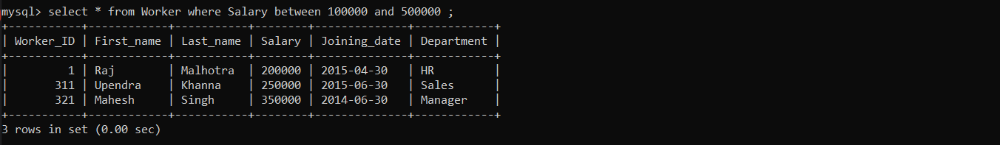 mysql> select * from Worker where Salary between 100000 and 500000 ;
+-----------+------------+-----------+--------+--------------+------------+
| Worker_ID | First_name | Last_name | Salary | Joining_date | Department |
+-----------+------------+-----------+--------+--------------+------------+
|         1 | Raj        | Malhotra  | 200000 | 2015-04-30   | HR         |
|       311 | Upendra    | Khanna    | 250000 | 2015-06-30   | Sales      |
|       321 | Mahesh     | Singh     | 350000 | 2014-06-30   | Manager    |
+-----------+------------+-----------+--------+--------------+------------+
3 rows in set (0.00 sec)